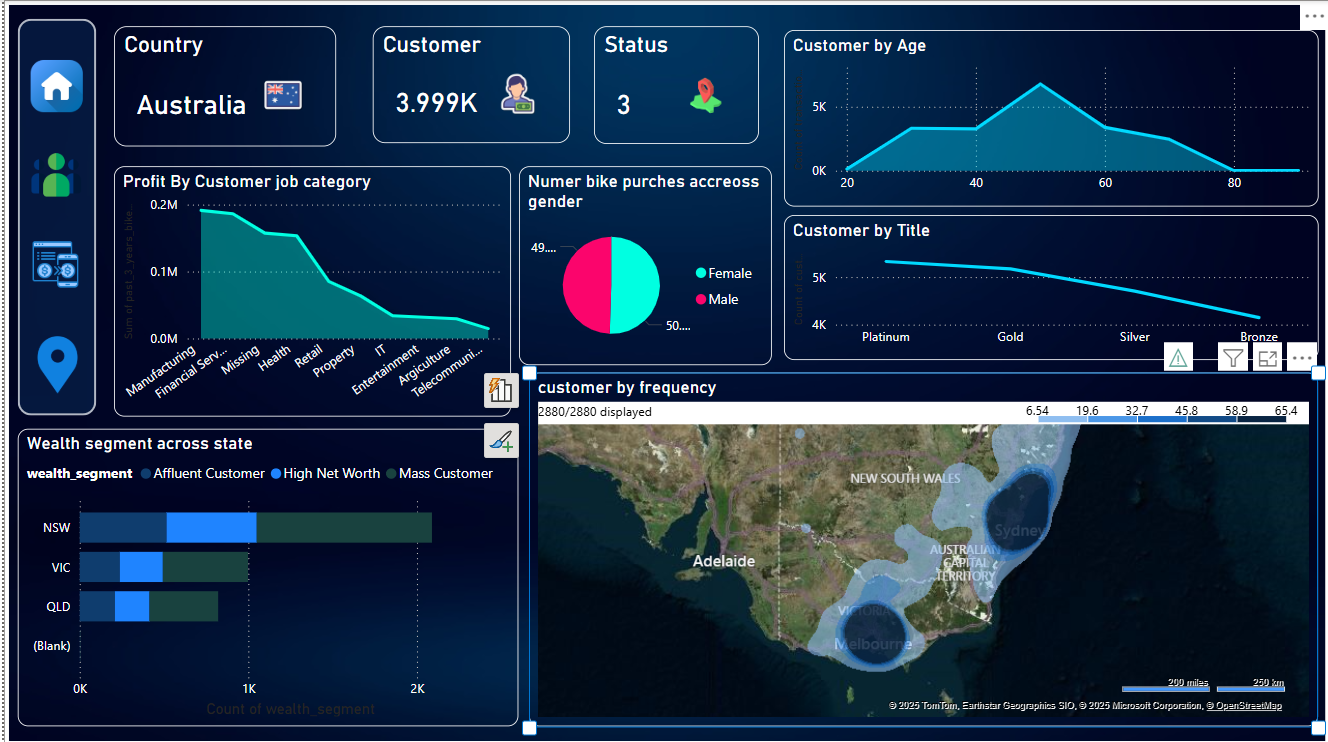 Country
Australia
Customer
3.999K
Status
3
Customer by Age
5K
0K
20 40 60 80
Profit By Customer job category
0.2M
0.1M
0.0M
Sum of past_3_years_bike...
Manufacturing
Financial Serv...
Missing
Health
Retail
Property
IT
Entertainment
Argiculture
Telecommuni...
Numer bike purches accreoss
gender
49....
50....
Female
Male
Customer by Title
5K
4K
Count of cust...
Platinum Gold Silver Bronze
customer by frequency
2880/2880 displayed
6.54 19.6 32.7 45.8 58.9 65.4
NEW SOUTH WALES
Sydney
Adelaide
AUSTRALIAN
CAPITAL
TERRITORY
VICTORIA
Melbourne
200 miles 250 km
© 2025 TomTom, Earthstar Geographics SIO, © 2025 Microsoft Corporation, © OpenStreetMap
Wealth segment across state
wealth_segment Affluent Customer High Net Worth Mass Customer
NSW
VIC
QLD
(Blank)
0K 1K 2K
Count of wealth_segment